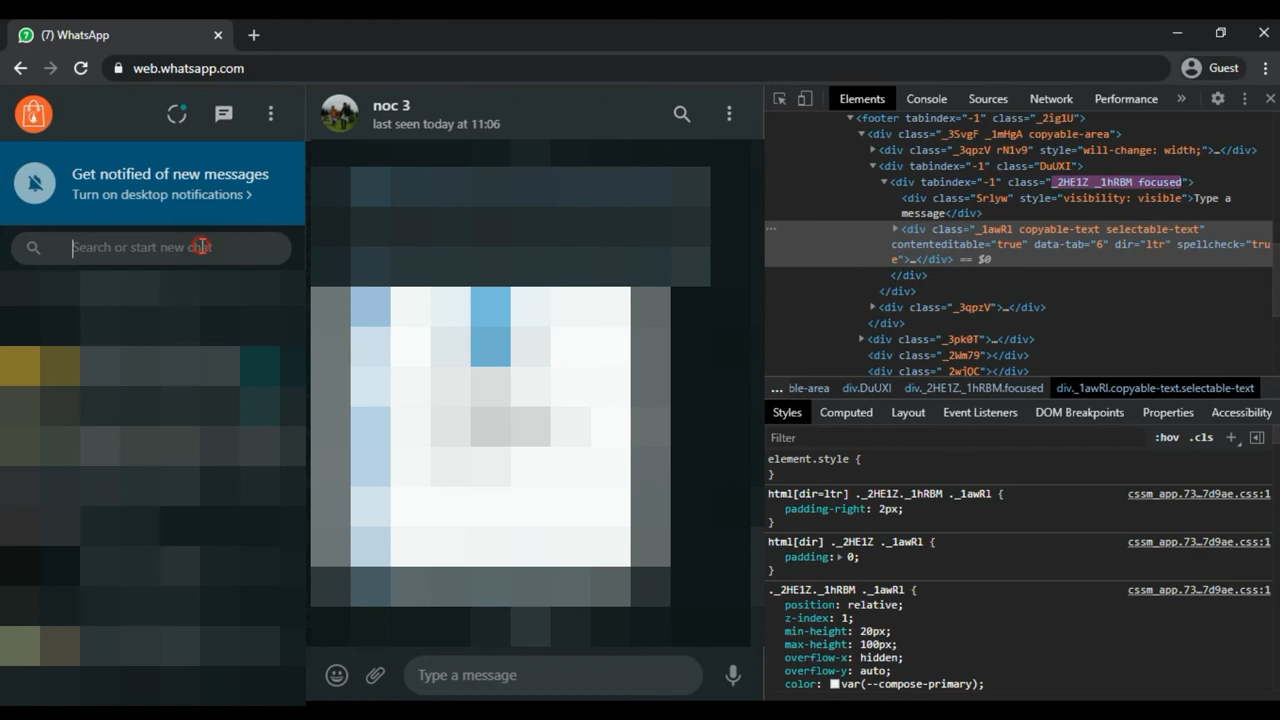 (7) WhatsApp
web.whatsapp.com
Guest
Get notified of new messages
Turn on desktop notifications >
Search or start new chat
noc 3
last seen today at 11:06
Type a message
Elements Console Sources Network Performance »
<footer tabindex="-1" class="_2ig1U">
<div class="_3SvgF _1mHgA copyable-area">
<div class="_3qpzV rN1v9" style="will-change: width;">…</div>
<div tabindex="-1" class="DuUXI">
<div tabindex="-1" class="_2HE1Z _1hRBM focused">
<div class="Srlyw" style="visibility: visible">Type a
message</div>
<div class="_1awRl copyable-text selectable-text"
contenteditable="true" data-tab="6" dir="ltr" spellcheck="tru
e">…</div> == $0
</div>
</div>
<div class="_3qpzV">…</div>
</div>
<div class="_3pk0T">…</div>
<div class="_2Wm79"></div>
<div class="_2wjQC"></div>
... ble-area div.DuUXI div._2HE1Z._1hRBM.focused div._1awRl.copyable-text.selectable-text
Styles Computed Layout Event Listeners DOM Breakpoints Properties Accessibility
Filter :hov .cls +
element.style {
}
html[dir=ltr] ._2HE1Z._1hRBM ._1awRl { cssm_app.73…7d9ae.css:1
padding-right: 2px;
}
html[dir] ._2HE1Z ._1awRl { cssm_app.73…7d9ae.css:1
padding: 0;
}
._2HE1Z._1hRBM ._1awRl { cssm_app.73…7d9ae.css:1
position: relative;
z-index: 1;
min-height: 20px;
max-height: 100px;
overflow-x: hidden;
overflow-y: auto;
color: var(--compose-primary);